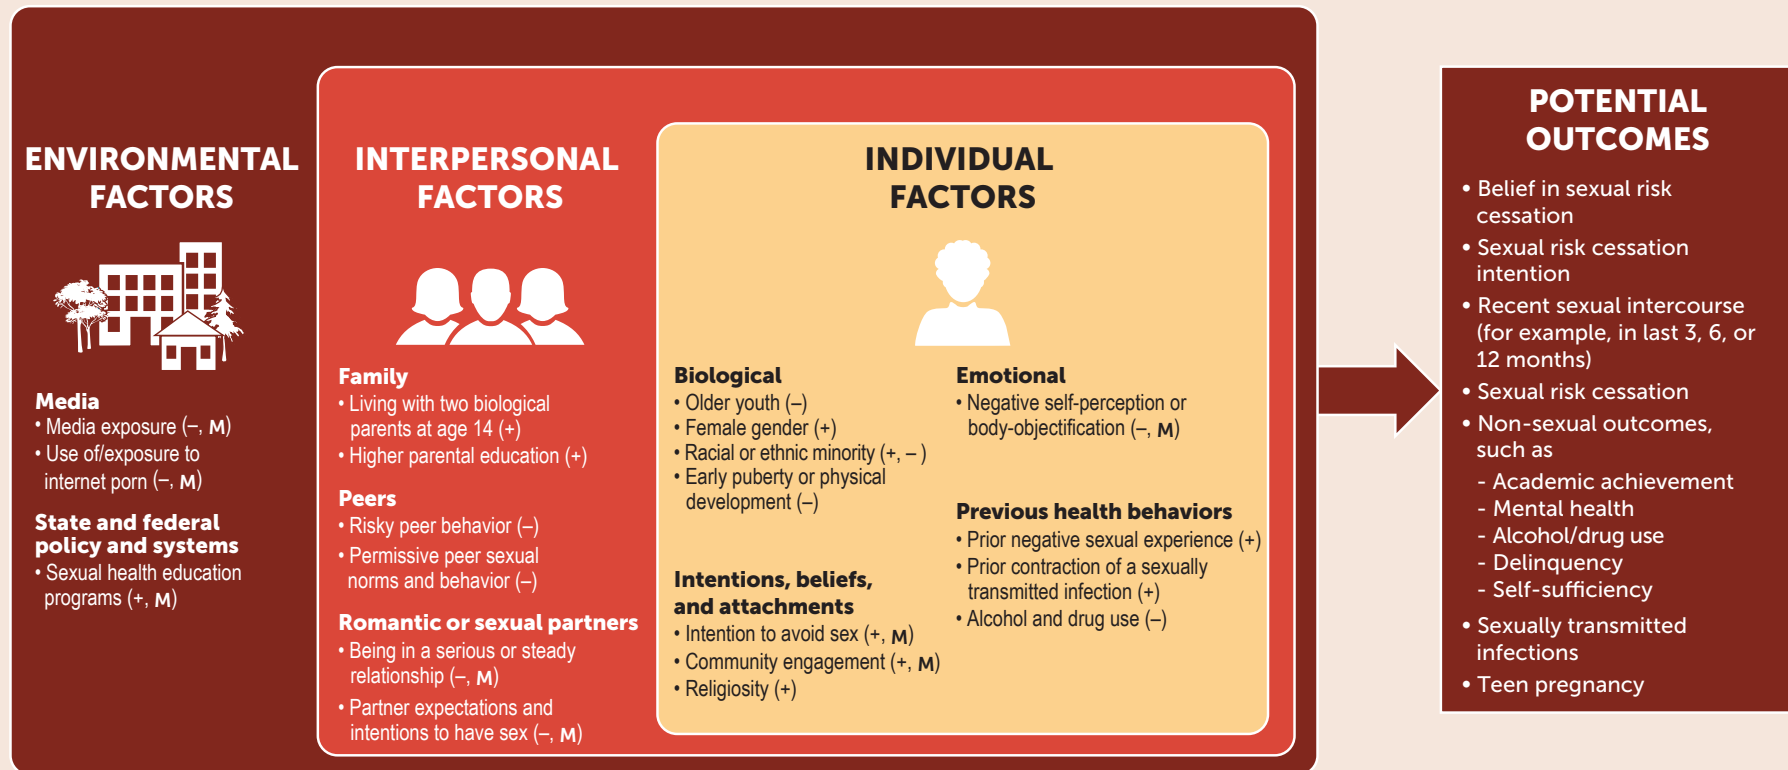 ENVIRONMENTAL
FACTORS
Media
• Media exposure (–, M)
• Use of/exposure to
internet porn (–, M)
State and federal
policy and systems
• Sexual health education
programs (+, M)
INTERPERSONAL
FACTORS
Family
• Living with two biological
parents at age 14 (+)
• Higher parental education (+)
Peers
• Risky peer behavior (–)
• Permissive peer sexual
norms and behavior (–)
Romantic or sexual partners
• Being in a serious or steady
relationship (–, M)
• Partner expectations and
intentions to have sex (–, M)
INDIVIDUAL
FACTORS
Biological
• Older youth (–)
• Female gender (+)
• Racial or ethnic minority (+, – )
• Early puberty or physical
development (–)
Intentions, beliefs,
and attachments
• Intention to avoid sex (+, M)
• Community engagement (+, M)
• Religiosity (+)
Emotional
• Negative self-perception or
body-objectification (–, M)
Previous health behaviors
• Prior negative sexual experience (+)
• Prior contraction of a sexually
transmitted infection (+)
• Alcohol and drug use (–)
POTENTIAL
OUTCOMES
• Belief in sexual risk
cessation
• Sexual risk cessation
intention
• Recent sexual intercourse
(for example, in last 3, 6, or
12 months)
• Sexual risk cessation
• Non-sexual outcomes,
such as
- Academic achievement
- Mental health
- Alcohol/drug use
- Delinquency
- Self-sufficiency
• Sexually transmitted
infections
• Teen pregnancy